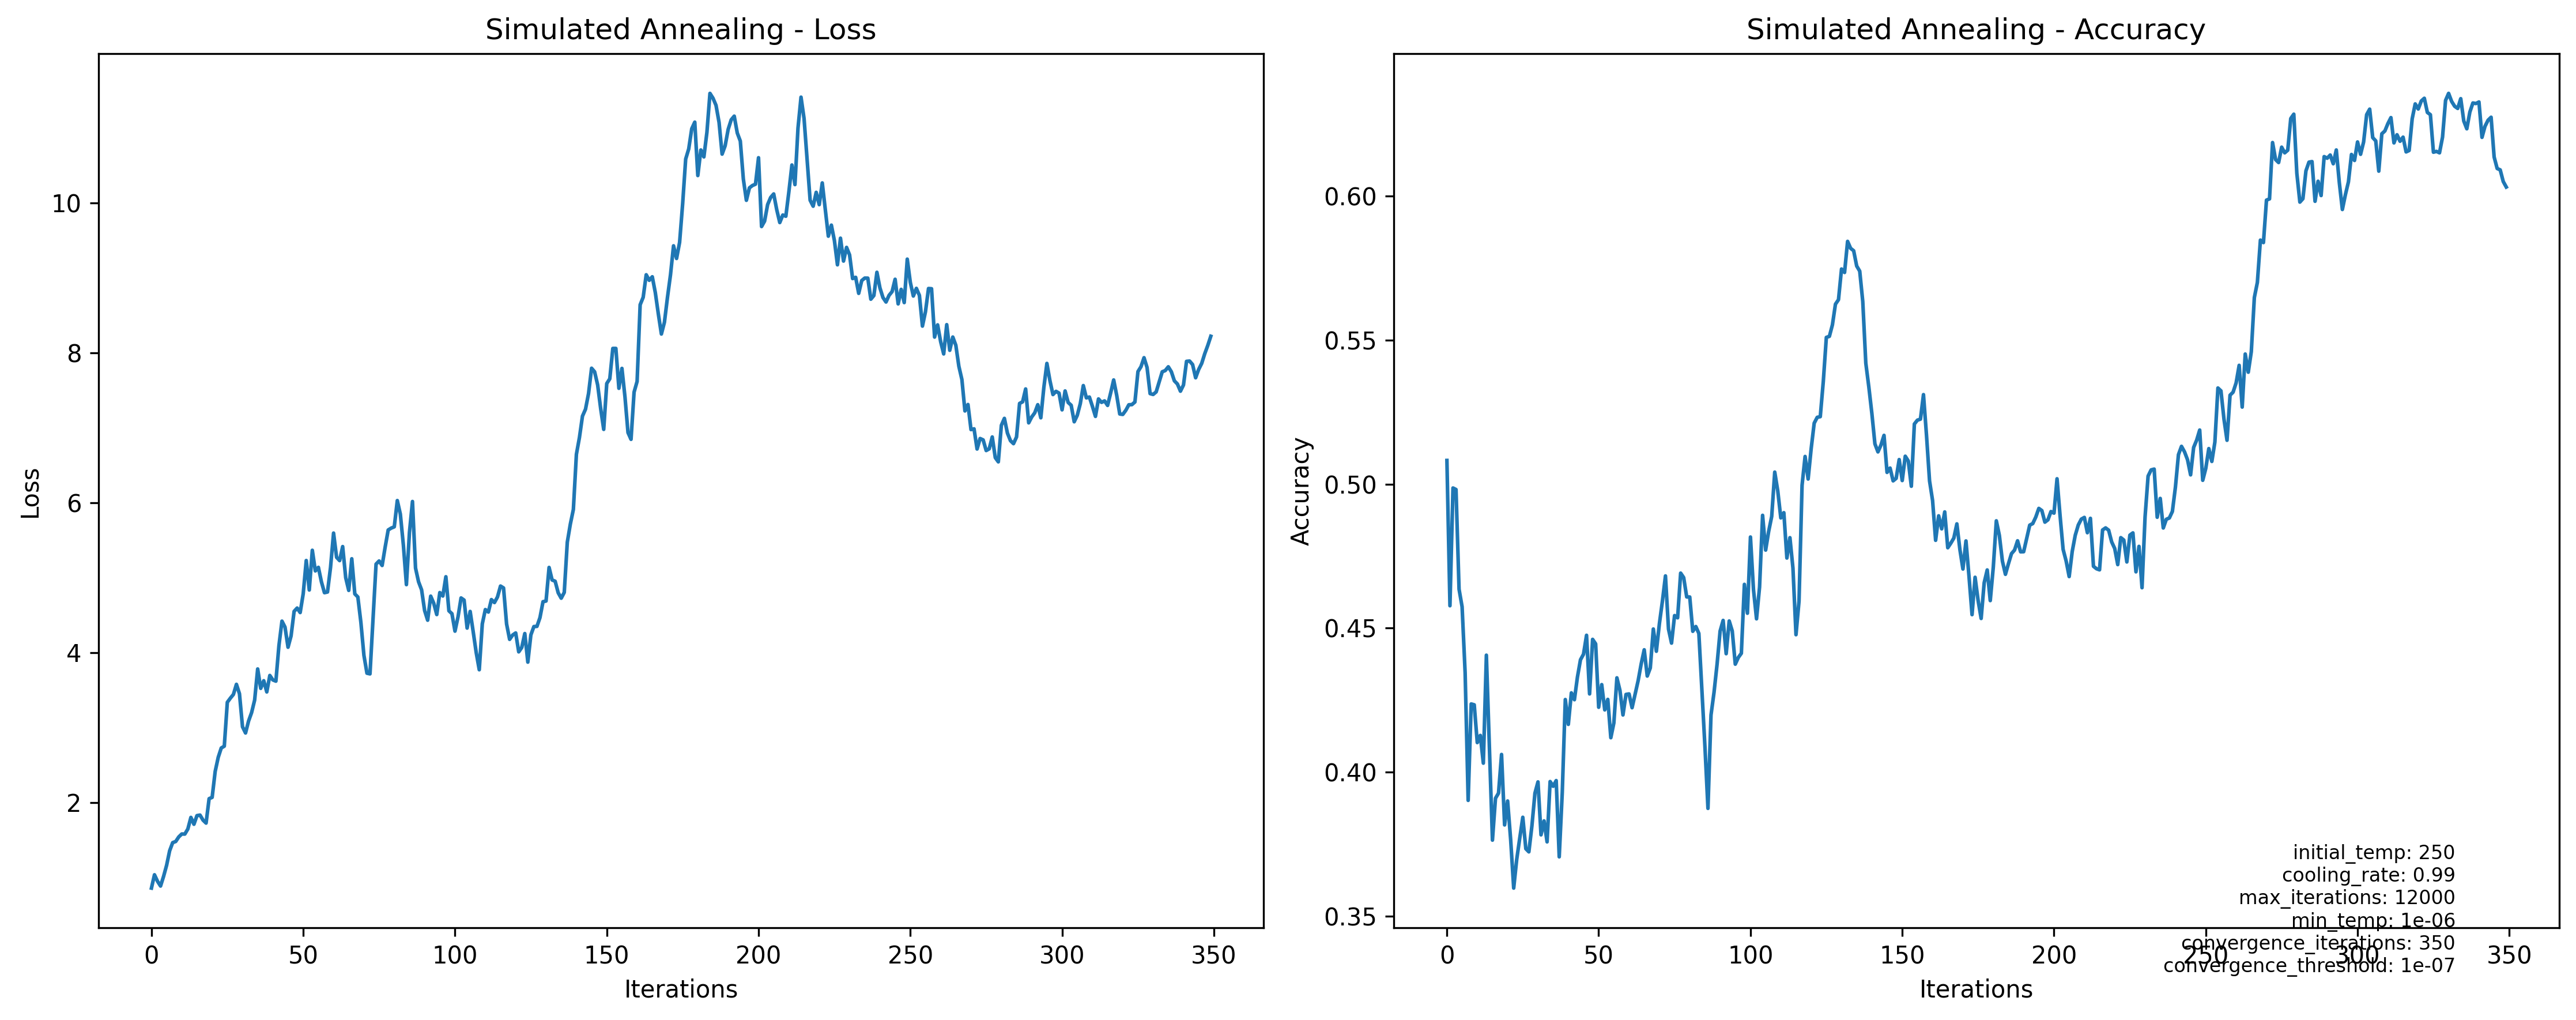 Simulated Annealing - Loss
10
8
6
4
2
Loss
0 50 100 150 200 250 300 350
Iterations
Simulated Annealing - Accuracy
0.60
0.55
0.50
0.45
0.40
0.35
Accuracy
initial_temp: 250
cooling_rate: 0.99
max_iterations: 12000
min_temp: 1e-06
convergence_iterations: 350
convergence_threshold: 1e-07
0 50 100 150 200 250 300 350
Iterations